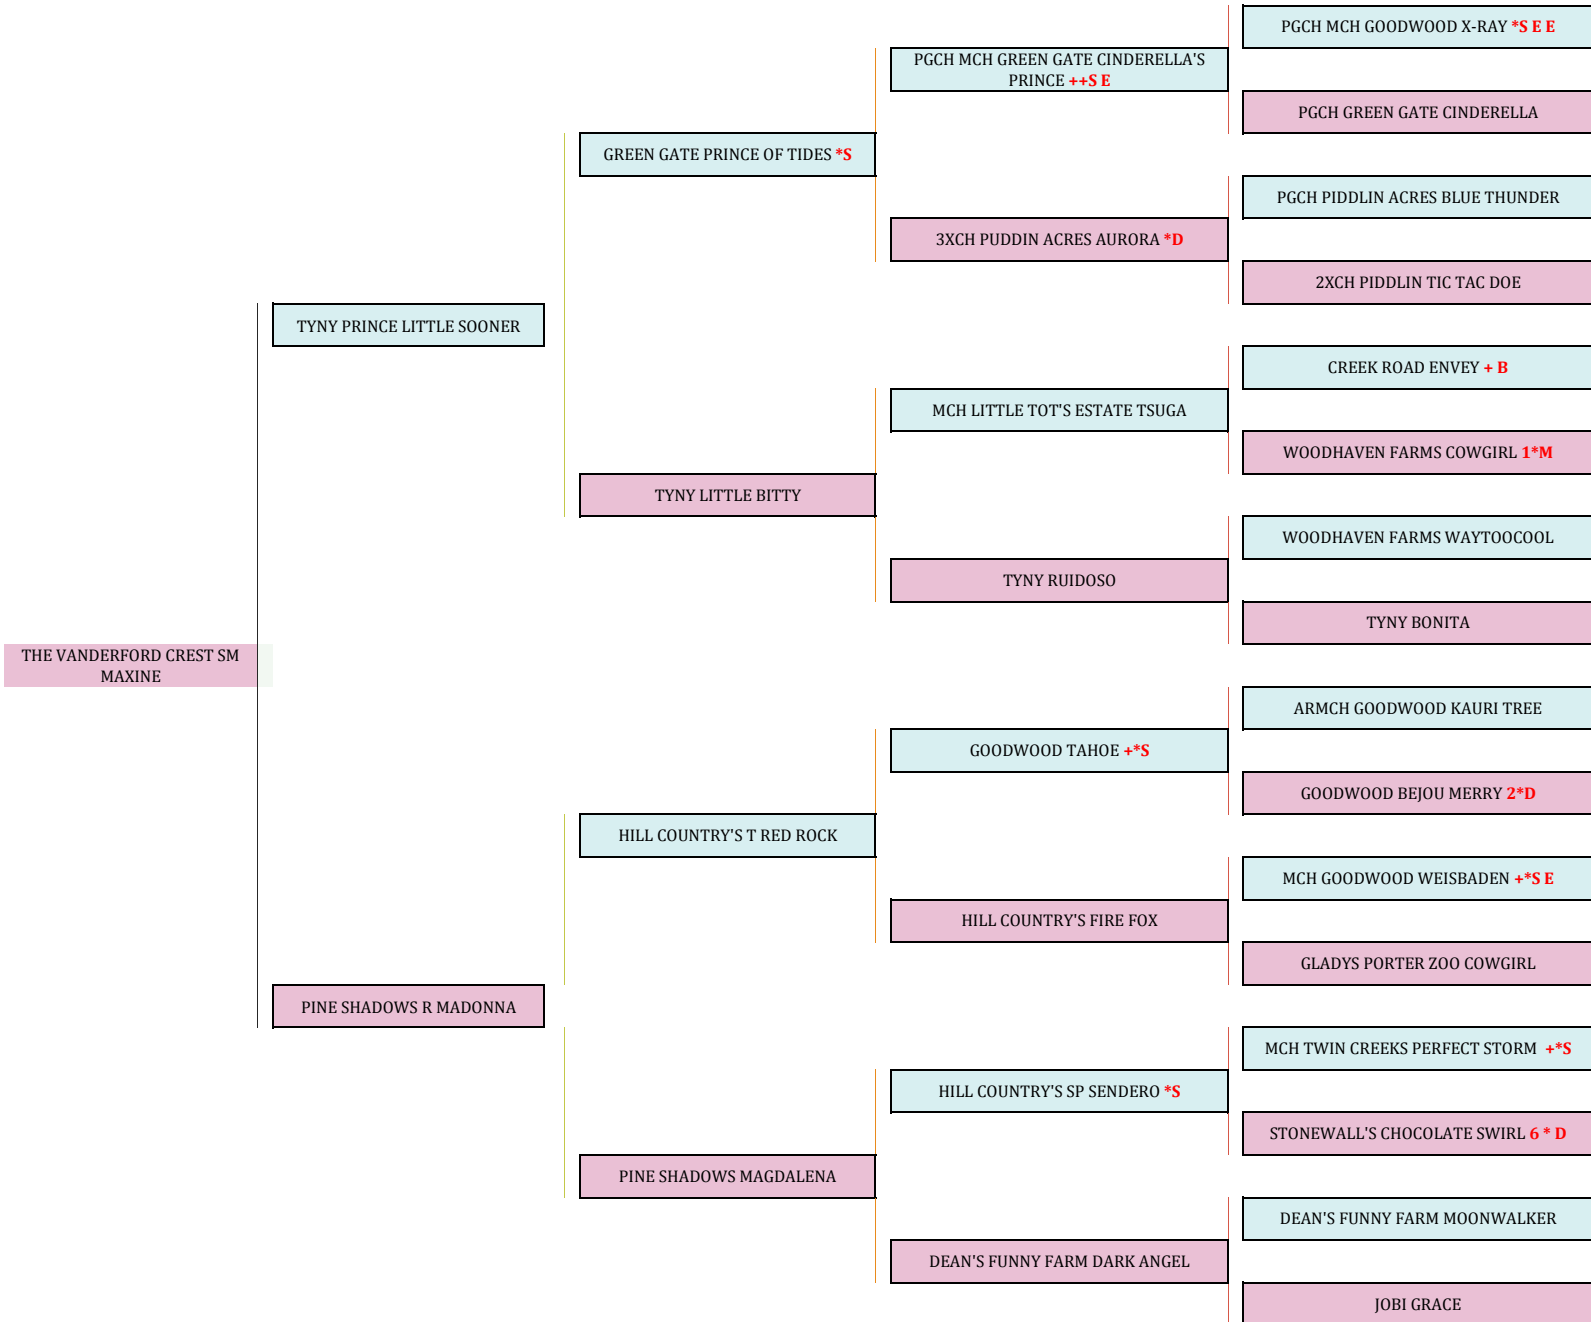 PGCH MCH GOODWOOD X-RAY *S E E
PGCH MCH GREEN GATE CINDERELLA'S
PRINCE ++S E
PGCH GREEN GATE CINDERELLA
GREEN GATE PRINCE OF TIDES *S
PGCH PIDDLIN ACRES BLUE THUNDER
3XCH PUDDIN ACRES AURORA *D
2XCH PIDDLIN TIC TAC DOE
TYNY PRINCE LITTLE SOONER
CREEK ROAD ENVEY + B
MCH LITTLE TOT'S ESTATE TSUGA
WOODHAVEN FARMS COWGIRL 1*M
TYNY LITTLE BITTY
WOODHAVEN FARMS WAYTOOCOOL
TYNY RUIDOSO
TYNY BONITA
THE VANDERFORD CREST SM
MAXINE
ARMCH GOODWOOD KAURI TREE
GOODWOOD TAHOE +*S
GOODWOOD BEJOU MERRY 2*D
HILL COUNTRY'S T RED ROCK
MCH GOODWOOD WEISBADEN +*S E
HILL COUNTRY'S FIRE FOX
GLADYS PORTER ZOO COWGIRL
PINE SHADOWS R MADONNA
MCH TWIN CREEKS PERFECT STORM +*S
HILL COUNTRY'S SP SENDERO *S
STONEWALL'S CHOCOLATE SWIRL 6 * D
PINE SHADOWS MAGDALENA
DEAN'S FUNNY FARM MOONWALKER
DEAN'S FUNNY FARM DARK ANGEL
JOBI GRACE